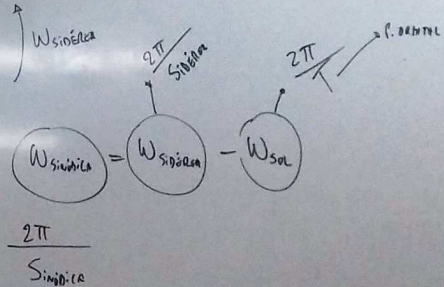 WSIDÉREA
2π / SIDÉREA
2π / T
P. ORBITAL
WSINÓDICA = WSIDÉREA - WSOL
2π
SINÓDICA